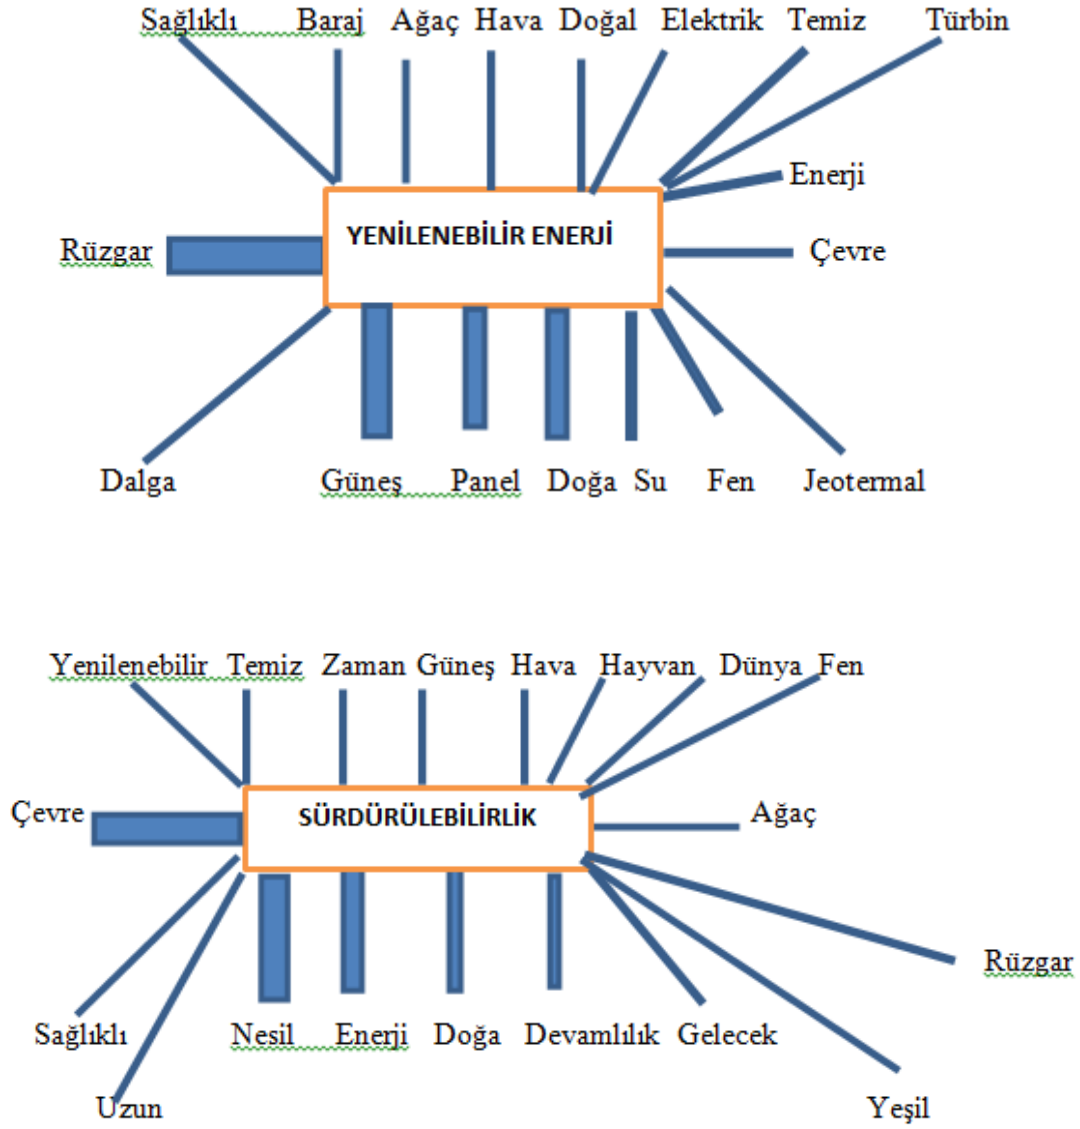 Sağlıklı Baraj Ağaç Hava Doğal Elektrik Temiz Türbin
Enerji
YENİLENEBİLİR ENERJİ
Rüzgar Çevre
Dalga Güneş Panel Doğa Su Fen Jeotermal
Yenilenebilir Temiz Zaman Güneş Hava Hayvan Dünya Fen
Çevre SÜRDÜRÜLEBİLİRLİK Ağaç
Rüzgar
Sağlıklı Nesil Enerji Doğa Devamlılık Gelecek
Uzun Yeşil